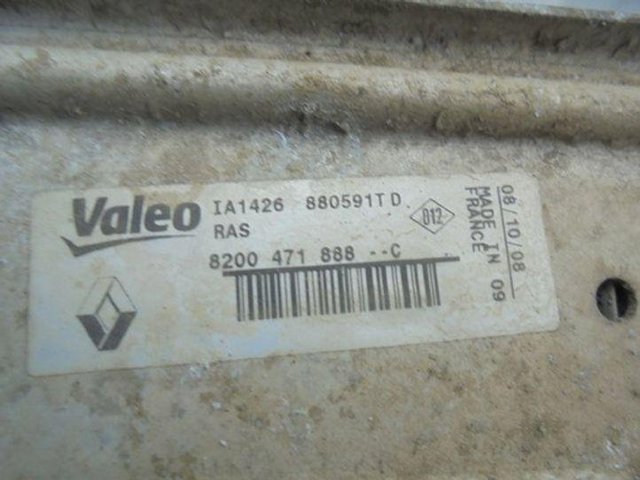 Valeo
IA1426 880591T D
RAS
8200 471 888 --C
012
MADE IN
FRANCE
08/10/08
09